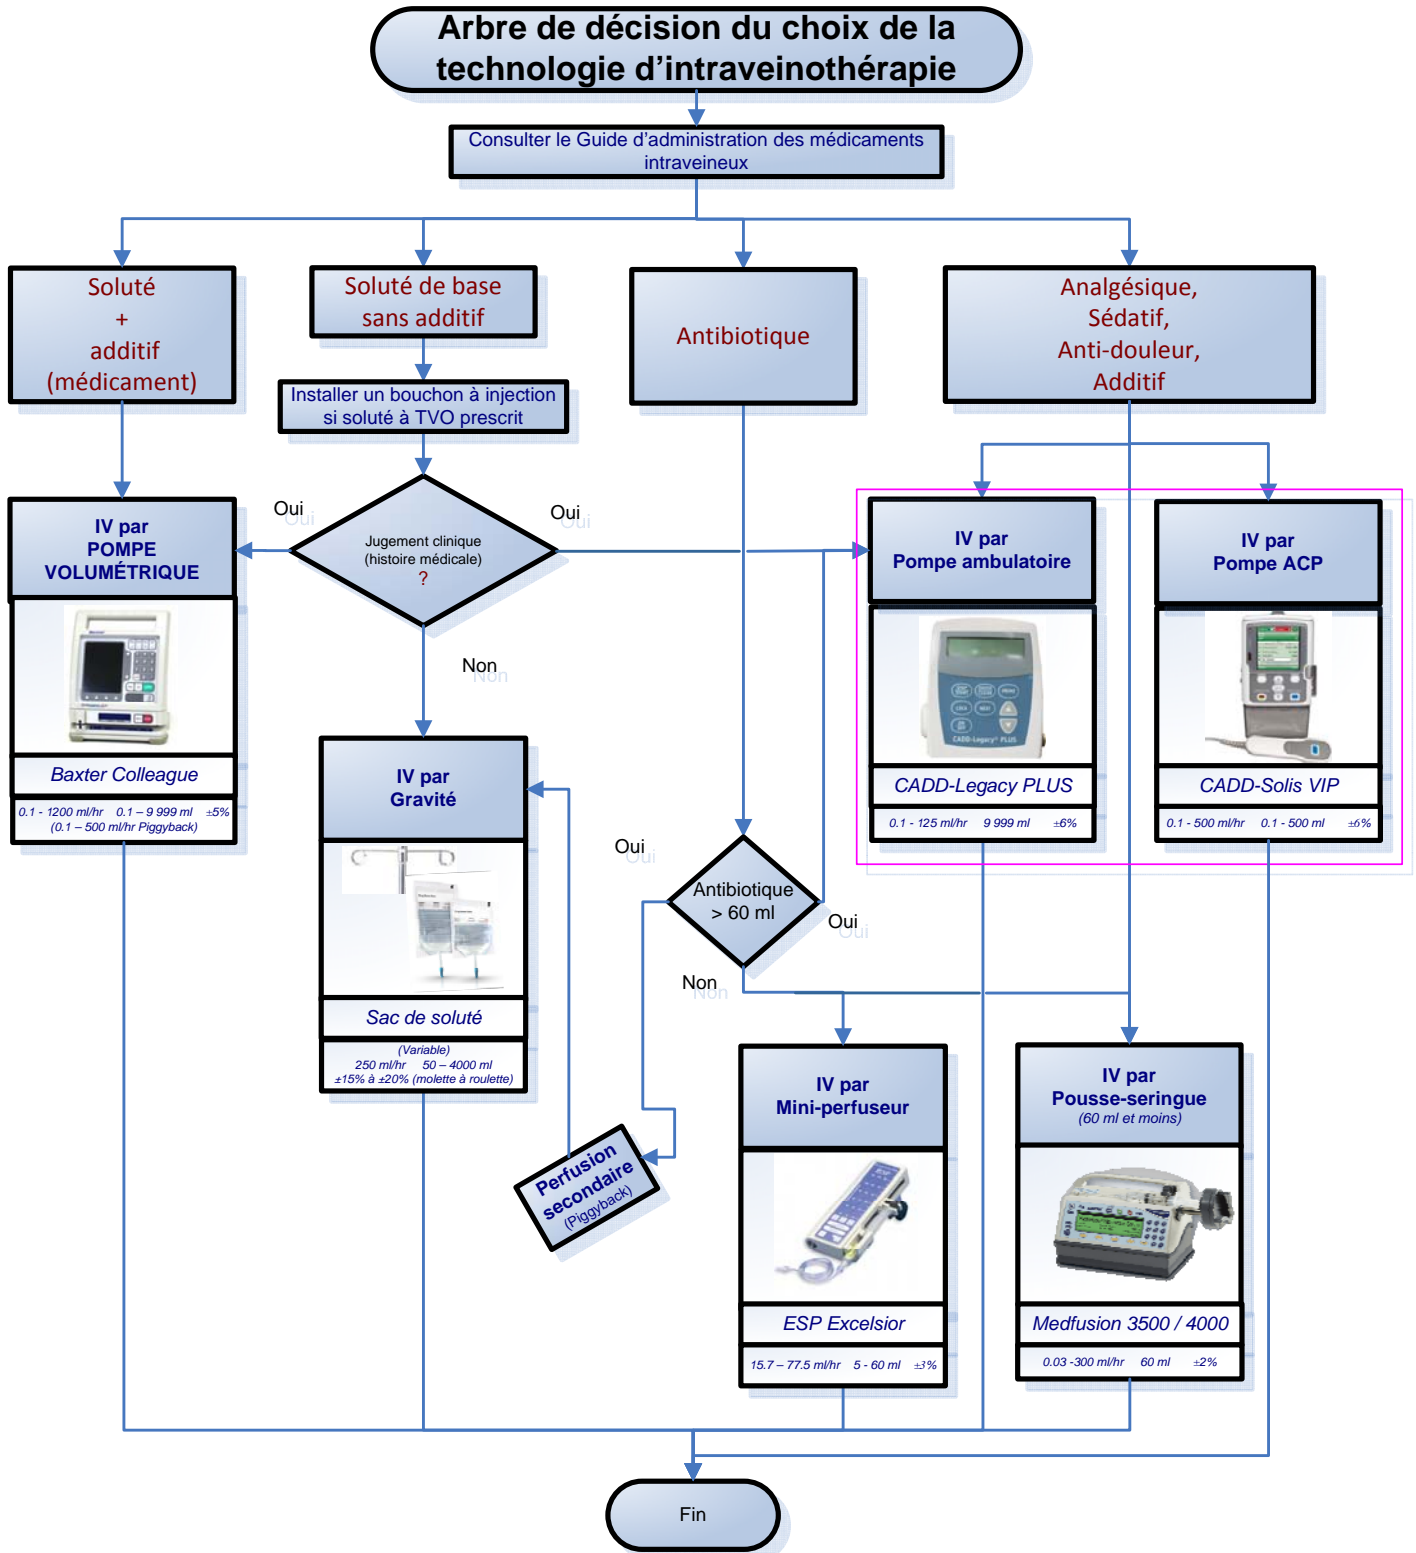 Arbre de décision du choix de la
technologie d'intraveinothérapie
Consulter le Guide d'administration des médicaments
intraveineux
Soluté
+
additif
(médicament)
Soluté de base
sans additif
Antibiotique
Analgésique,
Sédatif,
Anti-douleur,
Additif
Installer un bouchon à injection
si soluté à TVO prescrit
Oui
Jugement clinique
(histoire médicale)
?
Oui
Non
IV par
POMPE
VOLUMÉTRIQUE
Baxter Colleague
0.1 - 1200 ml/hr 0.1 – 9 999 ml ±5%
(0.1 – 500 ml/hr Piggyback)
IV par
Pompe ambulatoire
CADD-Legacy® PLUS
CADD-Legacy PLUS
0.1 - 125 ml/hr 9 999 ml ±6%
IV par
Pompe ACP
CADD-Solis VIP
0.1 - 500 ml/hr 0.1 - 500 ml ±6%
IV par
Gravité
Sac de soluté
(Variable)
250 ml/hr 50 – 4000 ml
±15% à ±20% (molette à roulette)
Oui
Antibiotique
> 60 ml
Oui
Non
Perfusion
secondaire
(Piggyback)
IV par
Mini-perfuseur
ESP Excelsior
15.7 – 77.5 ml/hr 5 - 60 ml ±3%
IV par
Pousse-seringue
(60 ml et moins)
Medfusion 3500 / 4000
0.03 -300 ml/hr 60 ml ±2%
Fin